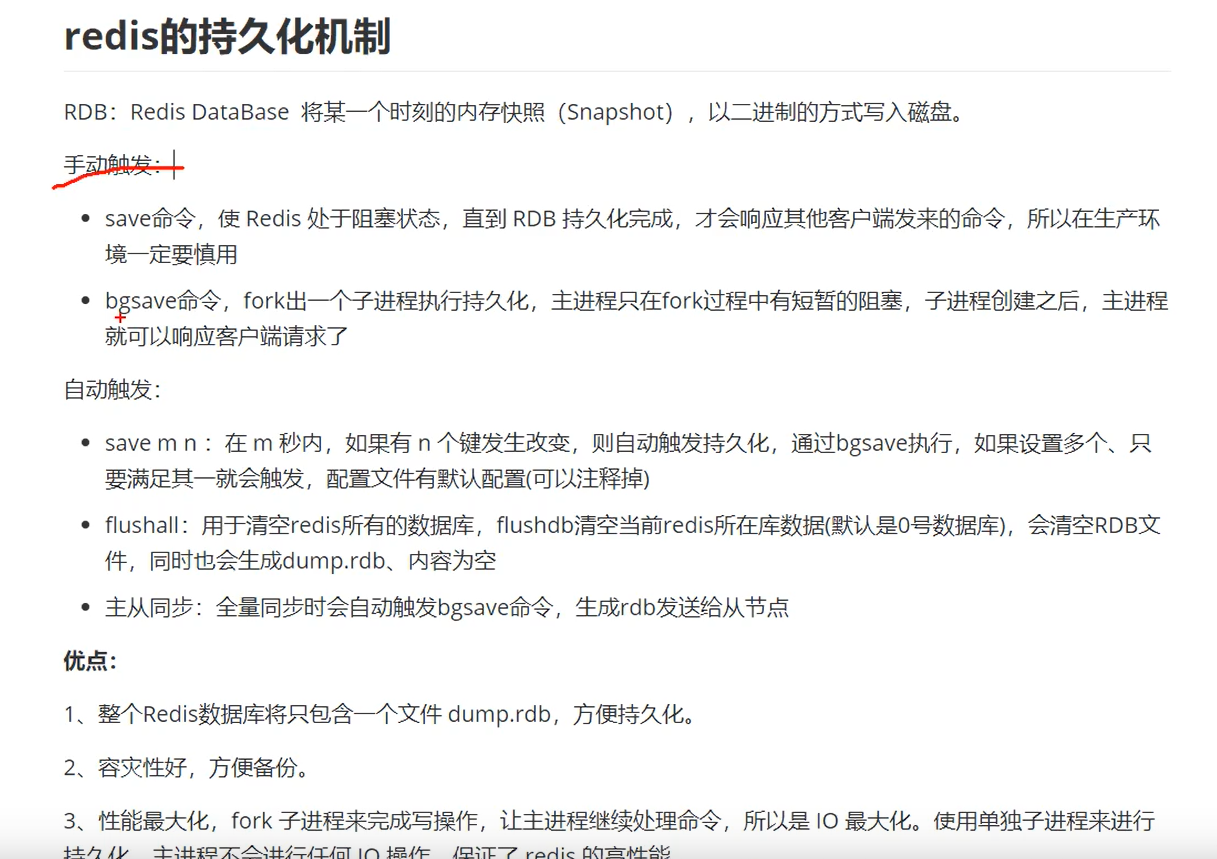 redis的持久化机制
RDB：Redis DataBase 将某一个时刻的内存快照（Snapshot），以二进制的方式写入磁盘。
手动触发：
save命令，使 Redis 处于阻塞状态，直到 RDB 持久化完成，才会响应其他客户端发来的命令，所以在生产环
境一定要慎用
bgsave命令，fork出一个子进程执行持久化，主进程只在fork过程中有短暂的阻塞，子进程创建之后，主进程
就可以响应客户端请求了
自动触发：
save m n ：在 m 秒内，如果有 n 个键发生改变，则自动触发持久化，通过bgsave执行，如果设置多个、只
要满足其一就会触发，配置文件有默认配置(可以注释掉)
flushall：用于清空redis所有的数据库，flushdb清空当前redis所在库数据(默认是0号数据库)，会清空RDB文
件，同时也会生成dump.rdb、内容为空
主从同步：全量同步时会自动触发bgsave命令，生成rdb发送给从节点
优点：
1、整个Redis数据库将只包含一个文件 dump.rdb，方便持久化。
2、容灾性好，方便备份。
3、性能最大化，fork 子进程来完成写操作，让主进程继续处理命令，所以是 IO 最大化。使用单独子进程来进行
持久化，主进程不会进行任何 IO 操作，保证了 redis 的高性能